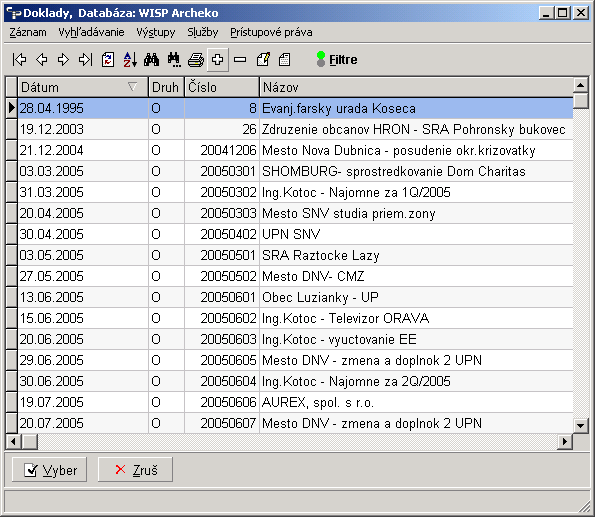 Doklady, Databáza: WISP Archeko
Záznam Vyhľadávanie Výstupy Služby Prístupové práva
Filtre
Dátum Druh Číslo Názov
28.04.1995 O 8 Evanj.farsky urada Koseca
19.12.2003 O 26 Zdruzenie obcanov HRON - SRA Pohronsky bukovec
21.12.2004 O 20041206 Mesto Nova Dubnica - posudenie okr.krizovatky
03.03.2005 O 20050301 SHOMBURG- sprostredkovanie Dom Charitas
31.03.2005 O 20050302 Ing.Kotoc - Najomne za 1Q/2005
20.04.2005 O 20050303 Mesto SNV studia priem.zony
30.04.2005 O 20050402 UPN SNV
03.05.2005 O 20050501 SRA Raztocke Lazy
27.05.2005 O 20050502 Mesto DNV- CMZ
13.06.2005 O 20050601 Obec Luzianky - UP
15.06.2005 O 20050602 Ing.Kotoc - Televizor ORAVA
20.06.2005 O 20050603 Ing.Kotoc - vyuctovanie EE
29.06.2005 O 20050605 Mesto DNV - zmena a doplnok 2 UPN
30.06.2005 O 20050604 Ing.Kotoc - Najomne za 2Q/2005
19.07.2005 O 20050606 AUREX, spol. s r.o.
20.07.2005 O 20050607 Mesto DNV - zmena a doplnok 2 UPN
Vyber Zruš